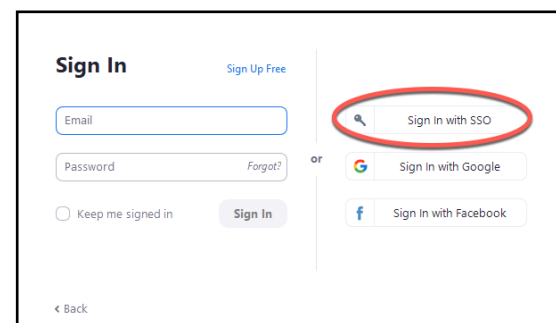 Sign In
Sign Up Free
Email
Password
Forgot?
Keep me signed in
Sign In
or
Sign In with SSO
G
Sign In with Google
f
Sign In with Facebook
Back